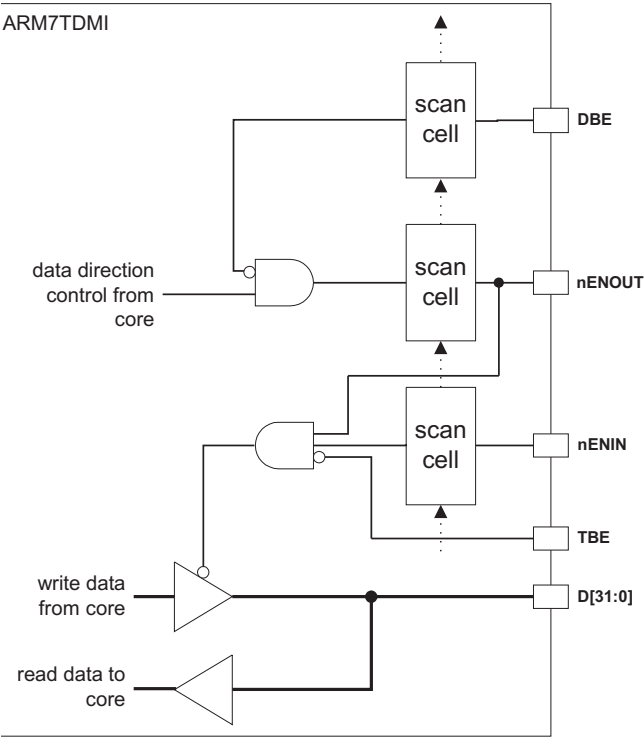 ARM7TDMI
scan
cell
DBE
scan
cell
nENOUT
data direction
control from
core
scan
cell
nENIN
TBE
write data
from core
D[31:0]
read data to
core